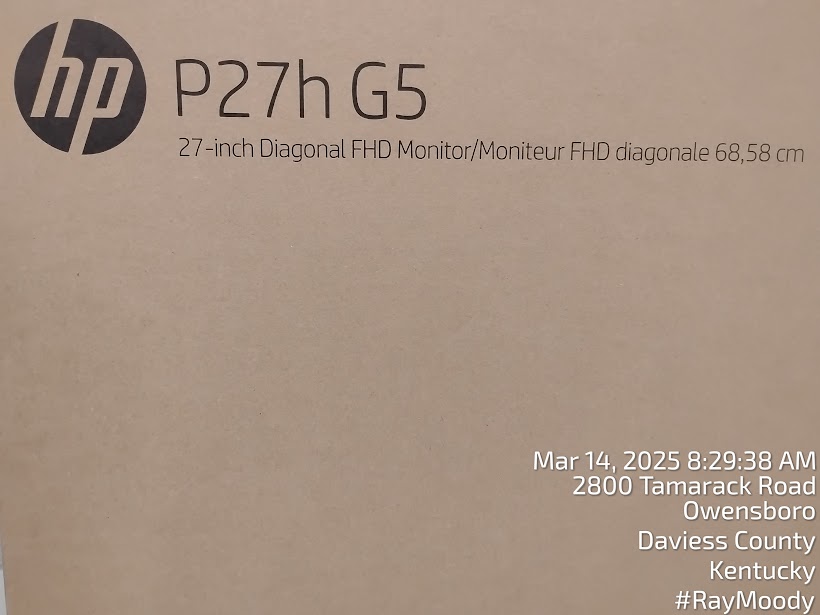 hp P27h G5
27-inch Diagonal FHD Monitor/Moniteur FHD diagonale 68,58 cm
Mar 14, 2025 8:29:38 AM
2800 Tamarack Road
Owensboro
Daviess County
Kentucky
#RayMoody